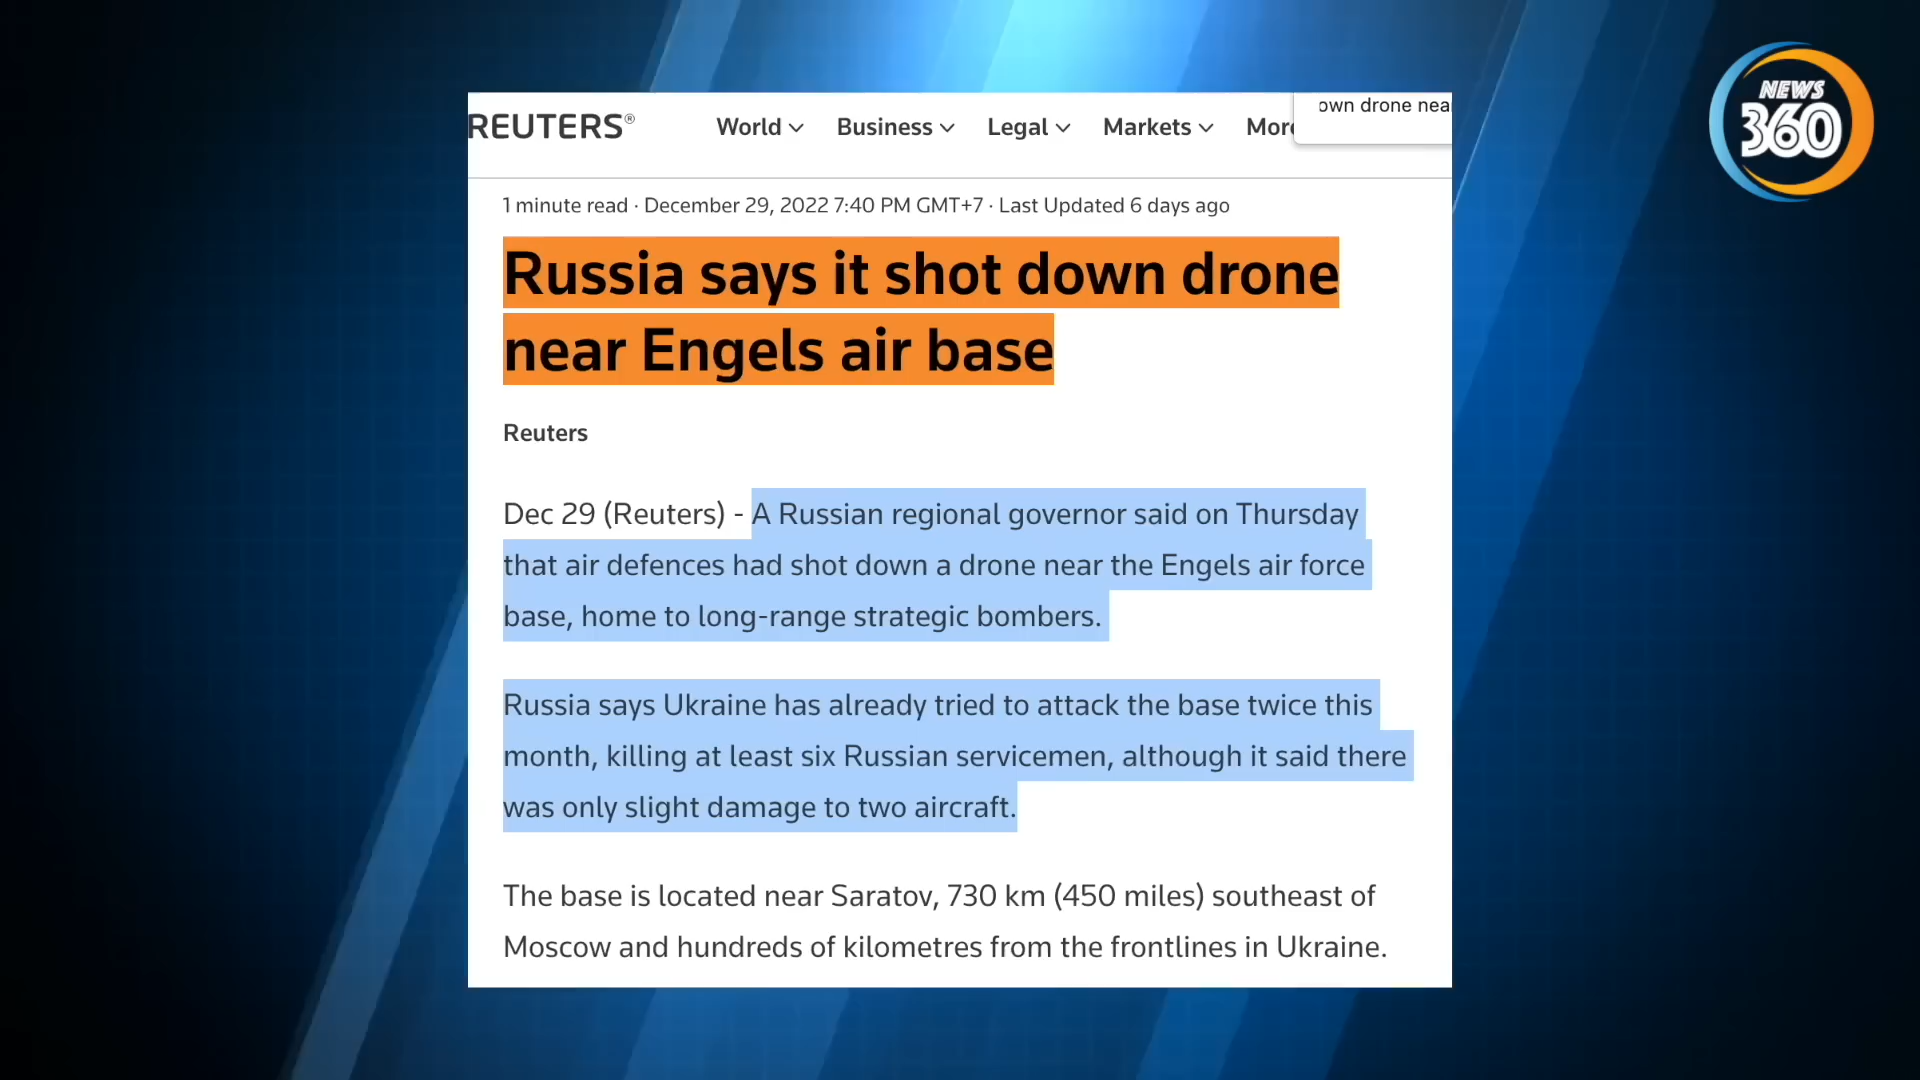 NEWS
360
REUTERS®
World
Business
Legal
Markets
More
own drone near
1 minute read · December 29, 2022 7:40 PM GMT+7 · Last Updated 6 days ago
Russia says it shot down drone
near Engels air base
Reuters
Dec 29 (Reuters) - A Russian regional governor said on Thursday
that air defences had shot down a drone near the Engels air force
base, home to long-range strategic bombers.
Russia says Ukraine has already tried to attack the base twice this
month, killing at least six Russian servicemen, although it said there
was only slight damage to two aircraft.
The base is located near Saratov, 730 km (450 miles) southeast of
Moscow and hundreds of kilometres from the frontlines in Ukraine.